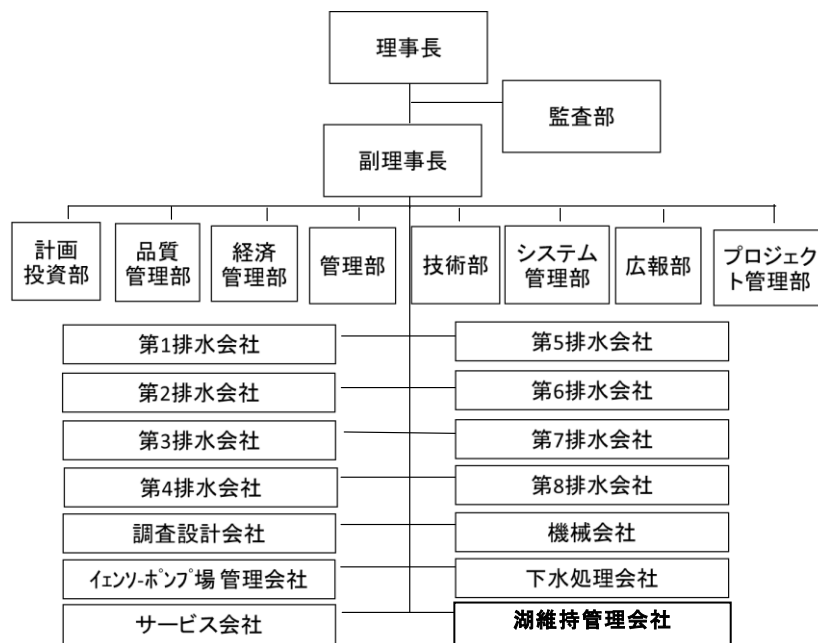 理事長
監査部
副理事長
計画
投資部
品質
管理部
経済
管理部
管理部
技術部
システム
管理部
広報部
プロジェク
ト管理部
第1排水会社
第5排水会社
第2排水会社
第6排水会社
第3排水会社
第7排水会社
第4排水会社
第8排水会社
調査設計会社
機械会社
ｲｪﾝｿ-ﾎﾟﾝﾌﾟ場 管理会社
下水処理会社
サービス会社
湖維持管理会社